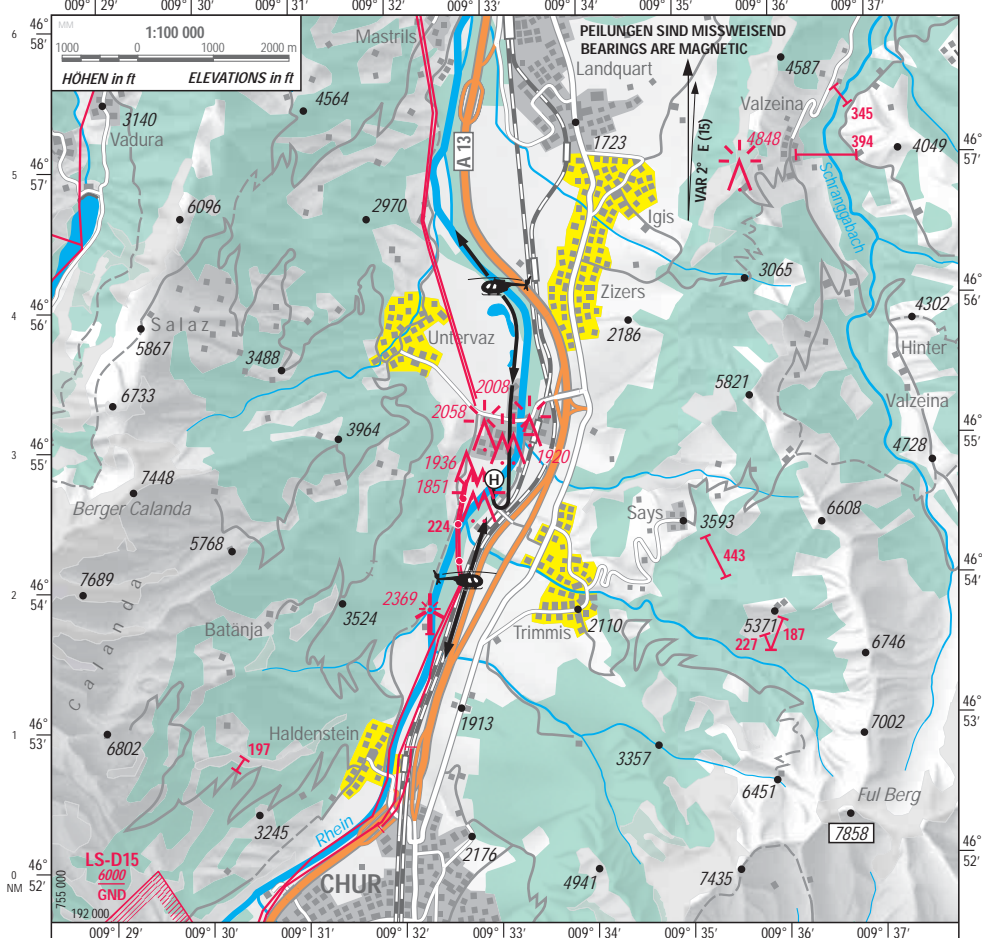 009° 29' 009° 30' 009° 31' 009° 32' 009° 33' 009° 34' 009° 35' 009° 36' 009° 37'
6
46°
58'
MM
1:100 000
1000 0 1000 2000 m
HÖHEN in ft ELEVATIONS in ft
Mastrils
PEILUNGEN SIND MISSWEISEND
BEARINGS ARE MAGNETIC
Landquart
4587
4564
3140
Vadura
Valzeina
345
394
4848
4049
46°
57'
A 13
1723
VAR 2° E (15)
Schranggabach
5
46°
57'
6096
2970
Igis
3065
Zizers
46°
56'
4
46°
56'
Salaz
5867
Untervaz
2186
4302
Hinter
3488
2008
5821
Valzeina
6733
2058
3964
1920
4728
46°
55'
3
46°
55'
1936
1851
H
7448
Berger Calanda
224
Says
3593
6608
5768
443
46°
54'
7689
2
46°
54'
2369
3524
Batänja
Calanda
Trimmis
2110
5371
227
187
6746
1913
46°
53'
1
46°
53'
6802
Haldenstein
197
3357
7002
6451
Ful Berg
7858
3245
Rhein
2176
46°
52'
0
NM
46°
52'
LS-D15
6000
GND
755 000
192 000
CHUR
4941
7435
009° 29' 009° 30' 009° 31' 009° 32' 009° 33' 009° 34' 009° 35' 009° 36' 009° 37'